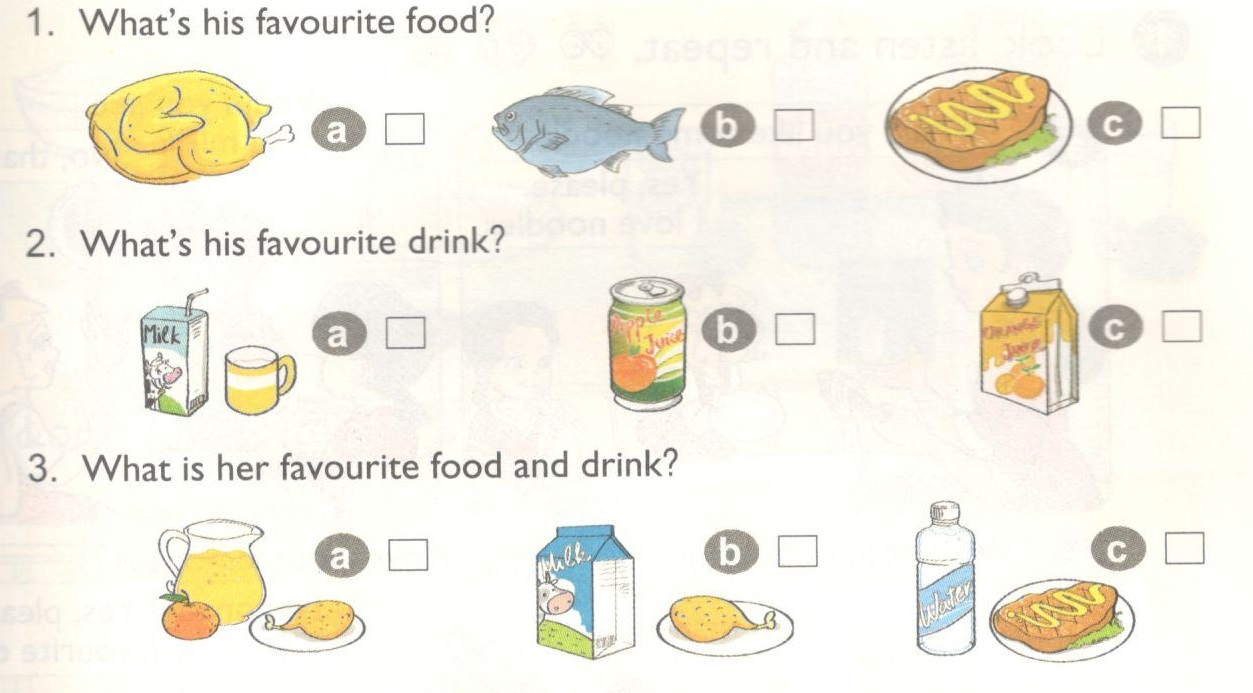 1. What's his favourite food?
a b c
2. What's his favourite drink?
Milk a Apple Juice b Orange Juice c
3. What is her favourite food and drink?
a Milk b Water c